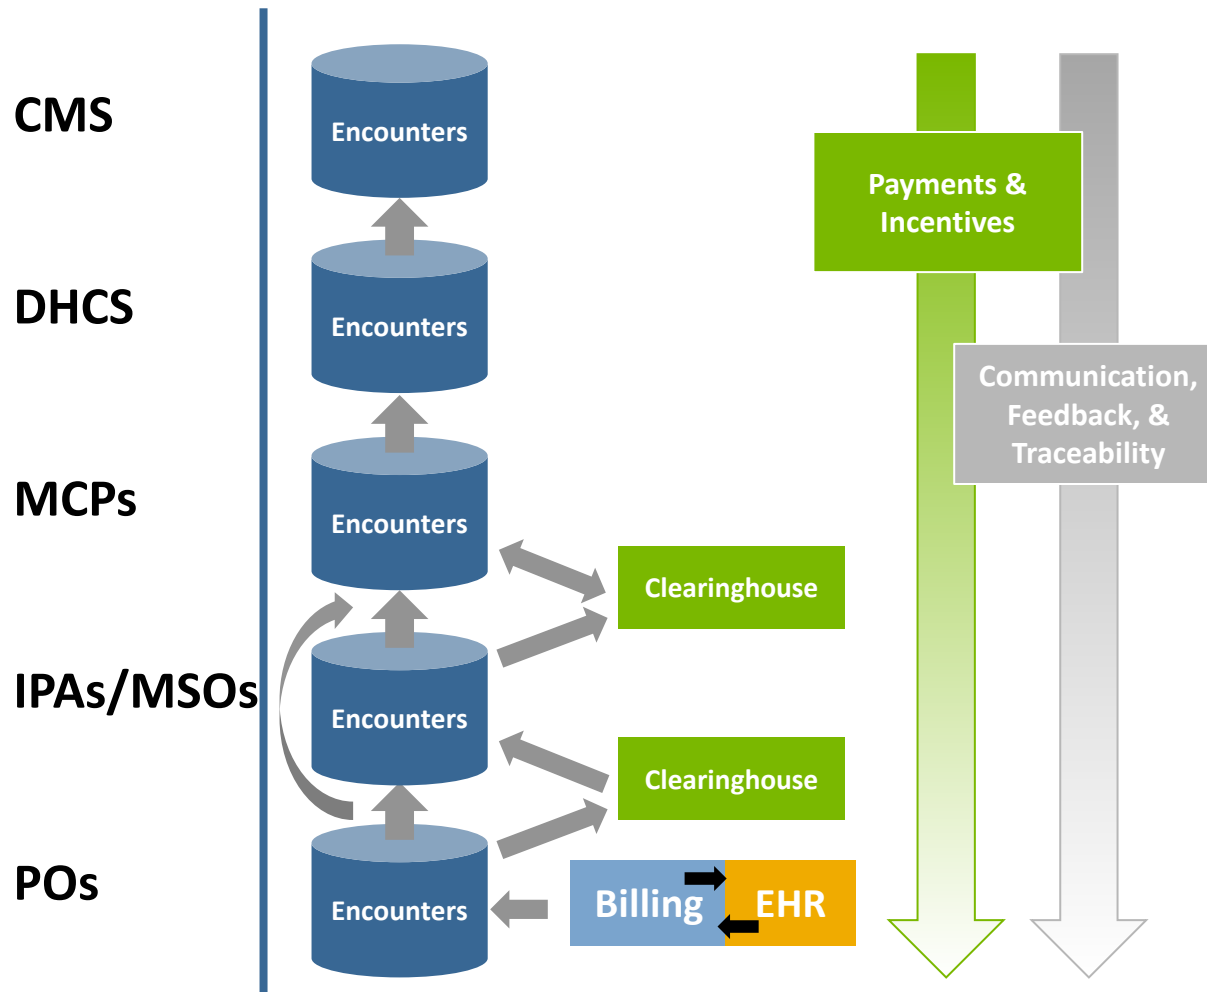 CMS
Encounters
Payments &
Incentives
DHCS
Encounters
Communication,
Feedback, &
Traceability
MCPs
Encounters
Clearinghouse
IPAs/MSOs
Encounters
Clearinghouse
POs
Encounters
Billing
EHR